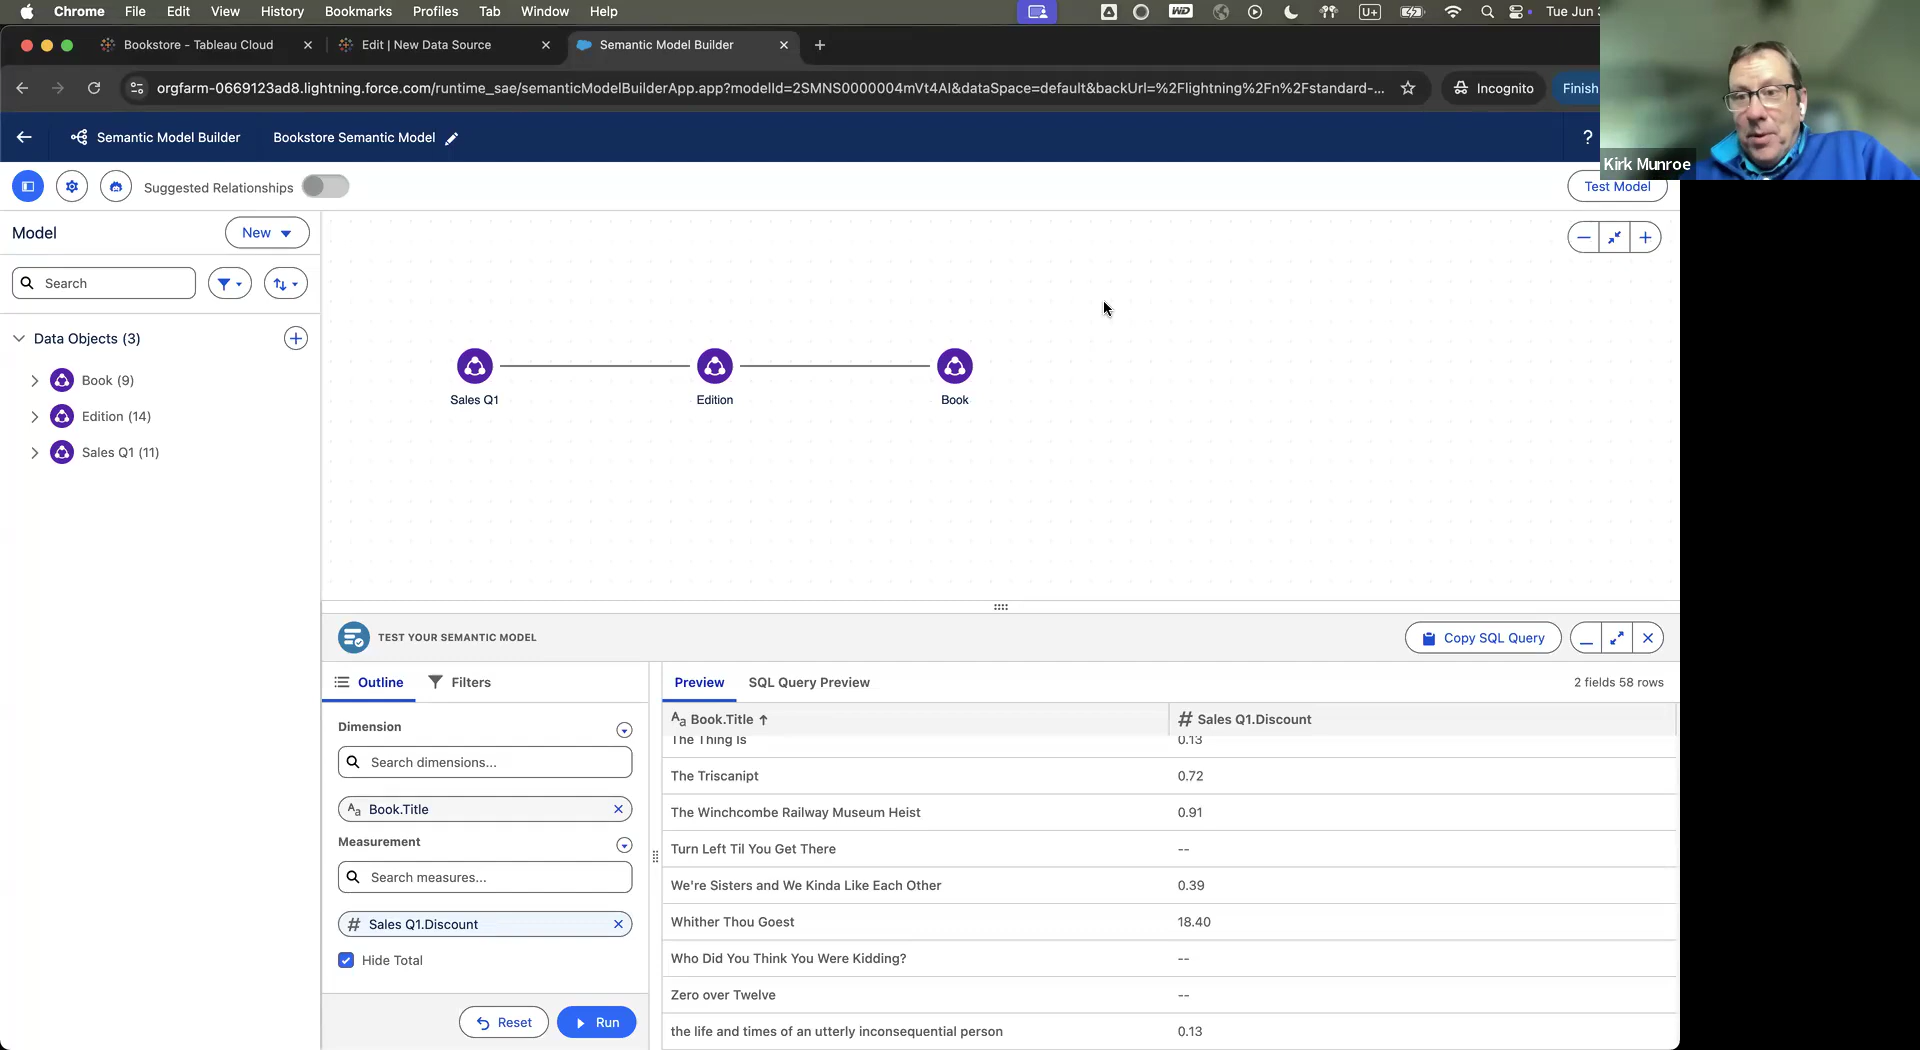 Chrome File Edit View History Bookmarks Profiles Tab Window Help
WD
U+
Tue Jun
Bookstore - Tableau Cloud
Edit | New Data Source
Semantic Model Builder
orgfarm-0669123ad8.lightning.force.com/runtime_sae/semanticModelBuilderApp.app?modelId=2SMNS0000004mVt4AI&dataSpace=default&backUrl=%2Flightning%2Fn%2Fstandard-...
Incognito
Finish
Semantic Model Builder
Bookstore Semantic Model
?
Kirk Munroe
Suggested Relationships
Test Model
Model
New
Search
Data Objects (3)
Book (9)
Edition (14)
Sales Q1 (11)
Sales Q1
Edition
Book
TEST YOUR SEMANTIC MODEL
Copy SQL Query
Outline
Filters
Preview
SQL Query Preview
2 fields 58 rows
Dimension
Search dimensions...
Aa Book.Title
Measurement
Search measures...
# Sales Q1.Discount
Hide Total
Reset
Run
Aa Book.Title
# Sales Q1.Discount
The Thing Is 0.13
The Triscanipt 0.72
The Winchcombe Railway Museum Heist 0.91
Turn Left Til You Get There --
We're Sisters and We Kinda Like Each Other 0.39
Whither Thou Goest 18.40
Who Did You Think You Were Kidding? --
Zero over Twelve --
the life and times of an utterly inconsequential person 0.13